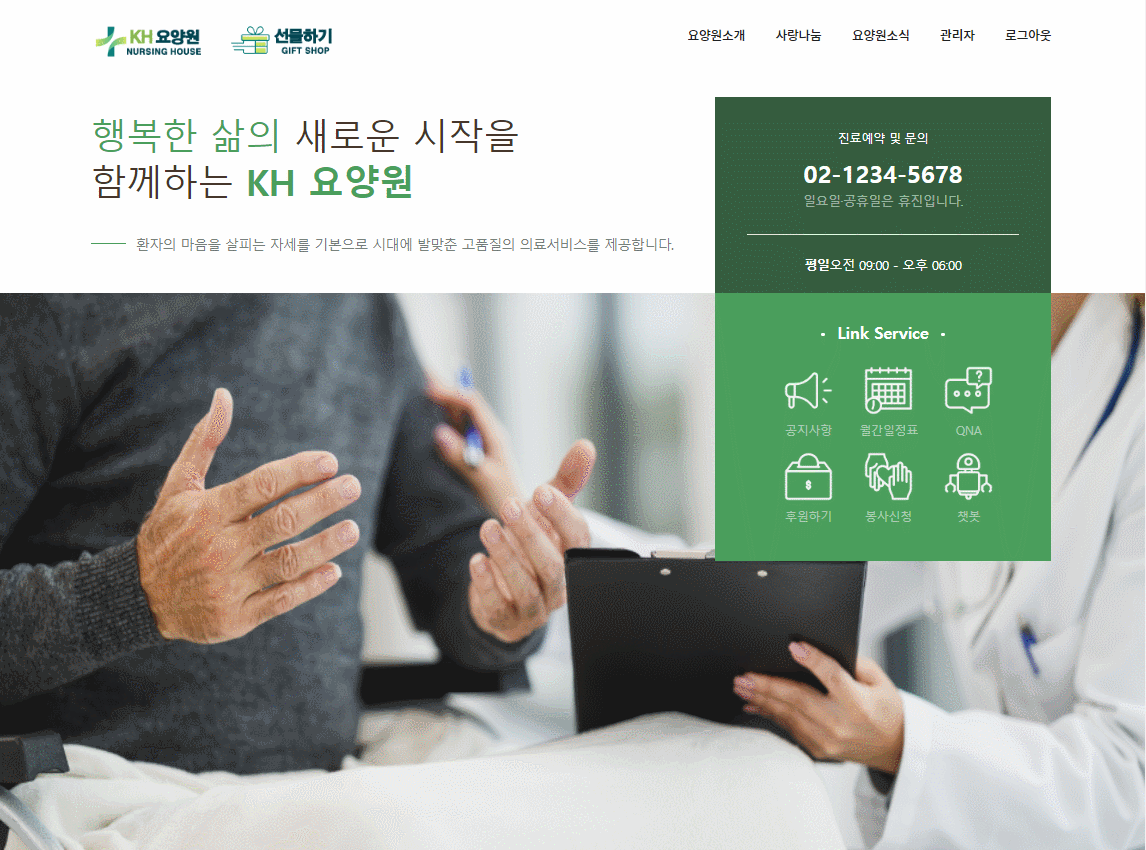 KH 요양원
NURSING HOUSE
선물하기
GIFT SHOP
요양원소개 사랑나눔 요양원소식 관리자 로그아웃
행복한 삶의 새로운 시작을
함께하는 KH 요양원
환자의 마음을 살피는 자세를 기본으로 시대에 발맞춘 고품질의 의료서비스를 제공합니다.
진료예약 및 문의
02-1234-5678
일요일·공휴일은 휴진입니다.
평일오전 09:00 - 오후 06:00
Link Service
공지사항 월간일정표 QNA
후원하기 봉사신청 챗봇